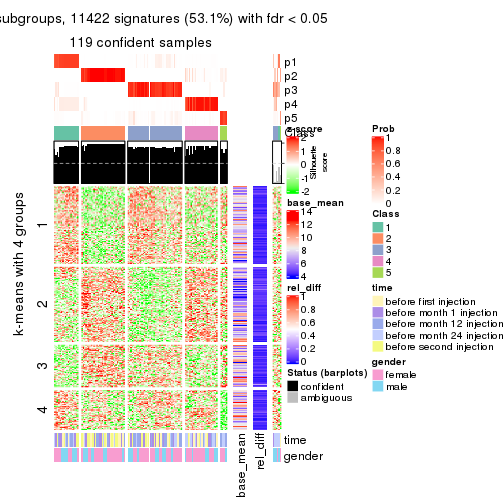 subgroups, 11422 signatures (53.1%) with fdr < 0.05
119 confident samples
p1
p2
p3
p4
p5
Class
Silhouette
score
1
2
3
4
k-means with 4 groups
base_mean
rel_diff
time
gender
z-score
2
1
0
-1
-2
base_mean
14
12
10
8
6
4
rel_diff
1
0.8
0.6
0.4
0.2
0
Status (barplots)
confident
ambiguous
Prob
1
0.8
0.6
0.4
0.2
0
Class
1
2
3
4
5
time
before first injection
before month 1 injection
before month 12 injection
before month 24 injection
before second injection
gender
female
male